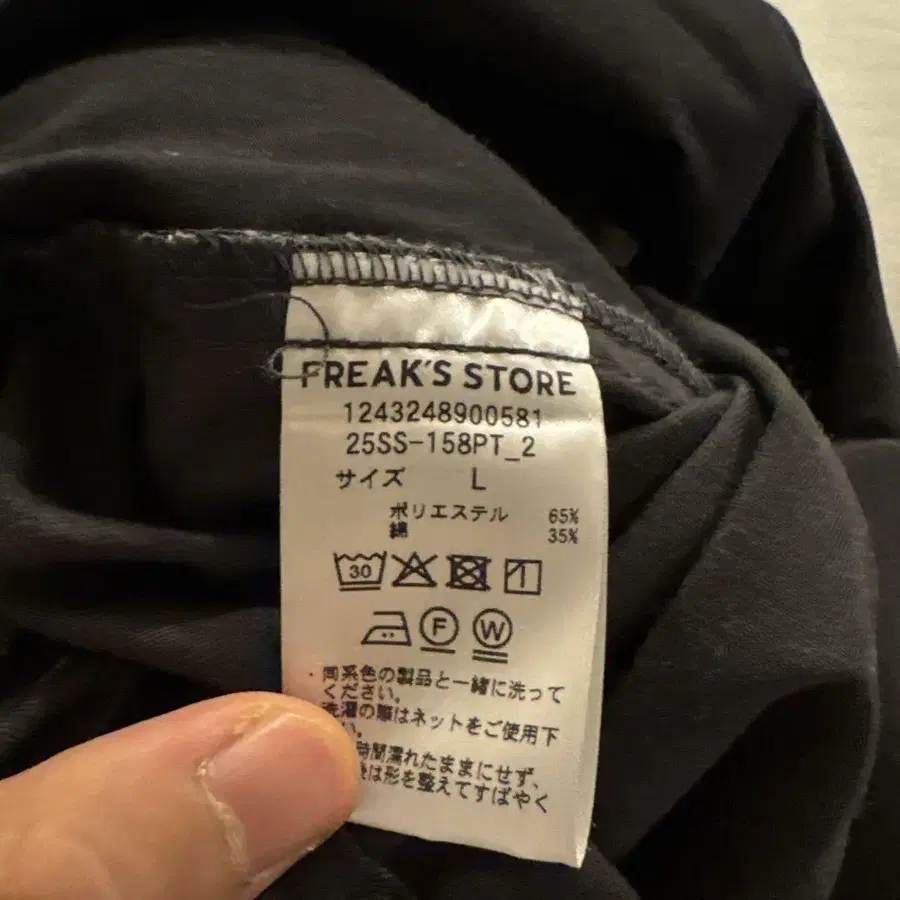 FREAK'S STORE
1243248900581
25SS-158PT_2
サイズ L
ポリエステル 65%
綿 35%
30
F W
・同系色の製品と一緒に洗って
ください。
洗濯の際はネットをご使用下
い。
時間濡れたままにせず、
は形を整えてすばやく